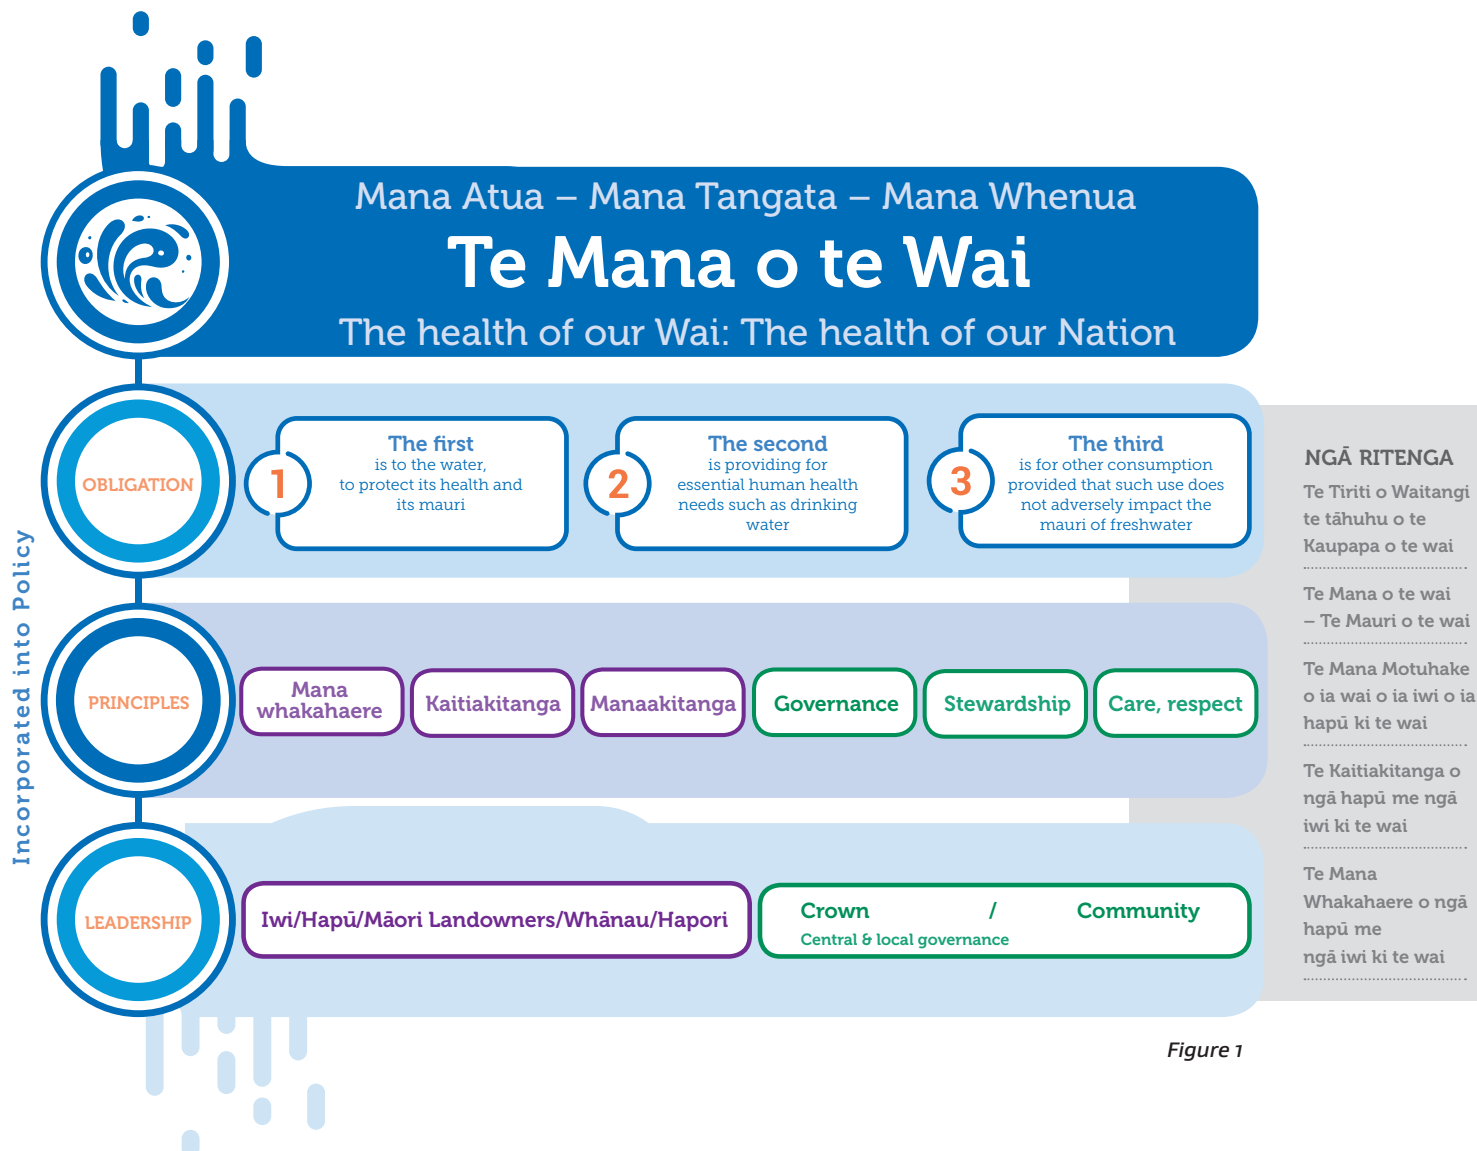 Mana Atua – Mana Tangata – Mana Whenua
Te Mana o te Wai
The health of our Wai: The health of our Nation
Incorporated into Policy
OBLIGATION
1
The first
is to the water,
to protect its health and
its mauri
2
The second
is providing for
essential human health
needs such as drinking
water
3
The third
is for other consumption
provided that such use does
not adversely impact the
mauri of freshwater
PRINCIPLES
Mana
whakahaere
Kaitiakitanga
Manaakitanga
Governance
Stewardship
Care, respect
LEADERSHIP
Iwi/Hapū/Māori Landowners/Whānau/Hapori
Crown / Community
Central & local governance
NGĀ RITENGA
Te Tiriti o Waitangi
te tāhuhu o te
Kaupapa o te wai
Te Mana o te wai
– Te Mauri o te wai
Te Mana Motuhake
o ia wai o ia iwi o ia
hapū ki te wai
Te Kaitiakitanga o
ngā hapū me ngā
iwi ki te wai
Te Mana
Whakahaere o ngā
hapū me
ngā iwi ki te wai
Figure 1